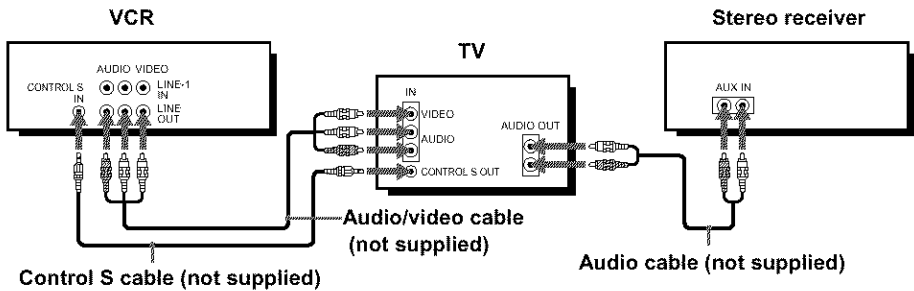 VCR
TV
Stereo receiver
AUDIO VIDEO
CONTROL S
IN
LINE-1
IN
LINE
OUT
IN
VIDEO
AUDIO
CONTROL S OUT
AUDIO OUT
AUX IN
Audio/video cable
(not supplied)
Control S cable (not supplied)
Audio cable (not supplied)